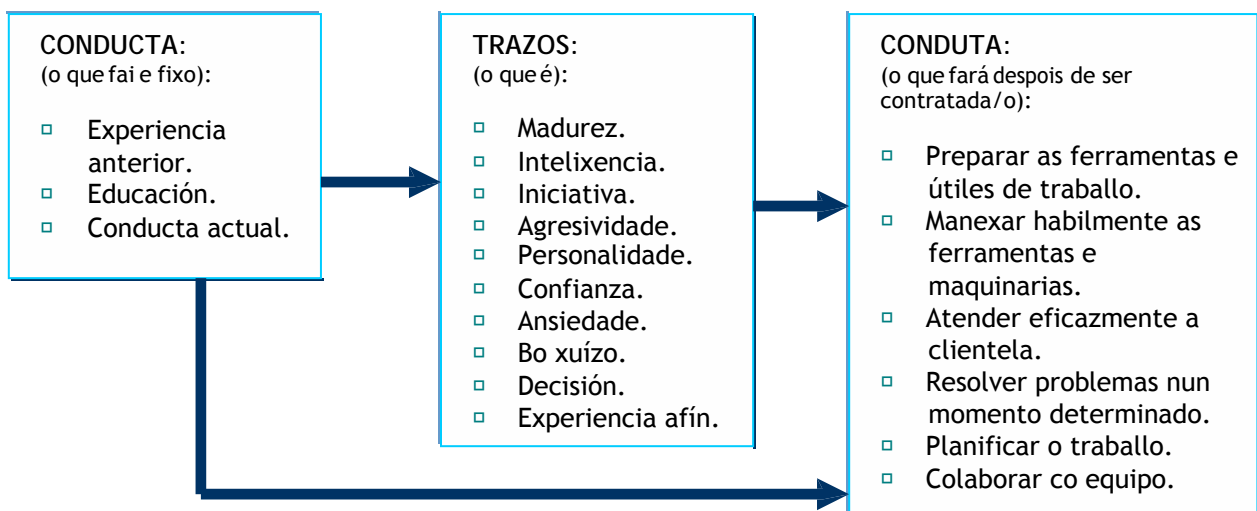 CONDUCTA:
(o que fai e fixo):
Experiencia
anterior.
Educación.
Conducta actual.
TRAZOS:
(o que é):
Madurez.
Intelixencia.
Iniciativa.
Agresividade.
Personalidade.
Confianza.
Ansiedade.
Bo xuízo.
Decisión.
Experiencia afín.
CONDUTA:
(o que fará despois de ser
contratada/o):
Preparar as ferramentas e
útiles de traballo.
Manexar habilmente as
ferramentas e
maquinarias.
Atender eficazmente a
clientela.
Resolver problemas nun
momento determinado.
Planificar o traballo.
Colaborar co equipo.